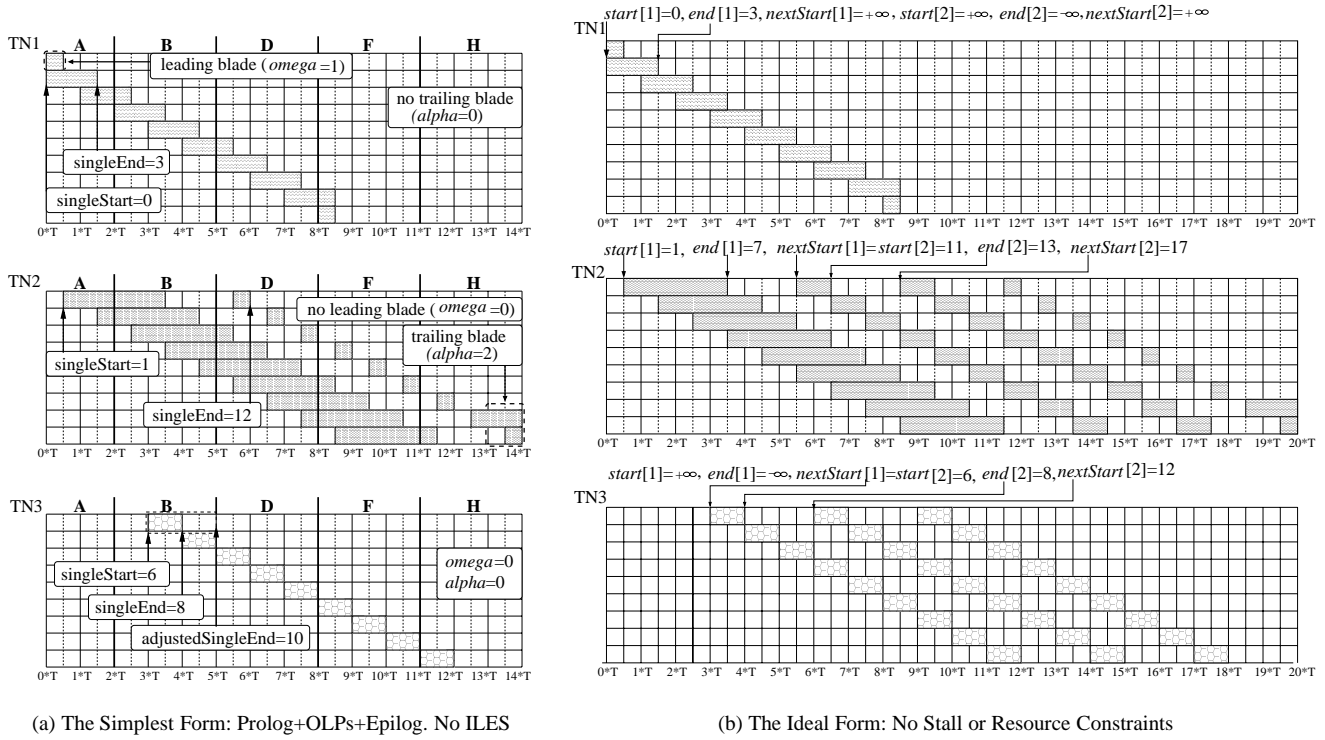 TN1
A B D F H
leading blade (omega=1)
no trailing blade
(alpha=0)
singleEnd=3
singleStart=0
0*T 1*T 2*T 3*T 4*T 5*T 6*T 7*T 8*T 9*T 10*T 11*T 12*T 13*T 14*T
TN2
A B D F H
no leading blade (omega=0)
trailing blade
(alpha=2)
singleStart=1
singleEnd=12
0*T 1*T 2*T 3*T 4*T 5*T 6*T 7*T 8*T 9*T 10*T 11*T 12*T 13*T 14*T
TN3
A B D F H
omega=0
alpha=0
singleStart=6
singleEnd=8
adjustedSingleEnd=10
0*T 1*T 2*T 3*T 4*T 5*T 6*T 7*T 8*T 9*T 10*T 11*T 12*T 13*T 14*T
(a) The Simplest Form: Prolog+OLPs+Epilog. No ILES
start[1]=0, end[1]=3, nextStart[1]=+∞, start[2]=+∞, end[2]=-∞, nextStart[2]=+∞
TN1
0*T 1*T 2*T 3*T 4*T 5*T 6*T 7*T 8*T 9*T 10*T 11*T 12*T 13*T 14*T 15*T 16*T 17*T 18*T 19*T 20*T
start[1]=1, end[1]=7, nextStart[1]=start[2]=11, end[2]=13, nextStart[2]=17
TN2
0*T 1*T 2*T 3*T 4*T 5*T 6*T 7*T 8*T 9*T 10*T 11*T 12*T 13*T 14*T 15*T 16*T 17*T 18*T 19*T 20*T
start[1]=+∞, end[1]=-∞, nextStart[1]=start[2]=6, end[2]=8, nextStart[2]=12
TN3
0*T 1*T 2*T 3*T 4*T 5*T 6*T 7*T 8*T 9*T 10*T 11*T 12*T 13*T 14*T 15*T 16*T 17*T 18*T 19*T 20*T
(b) The Ideal Form: No Stall or Resource Constraints